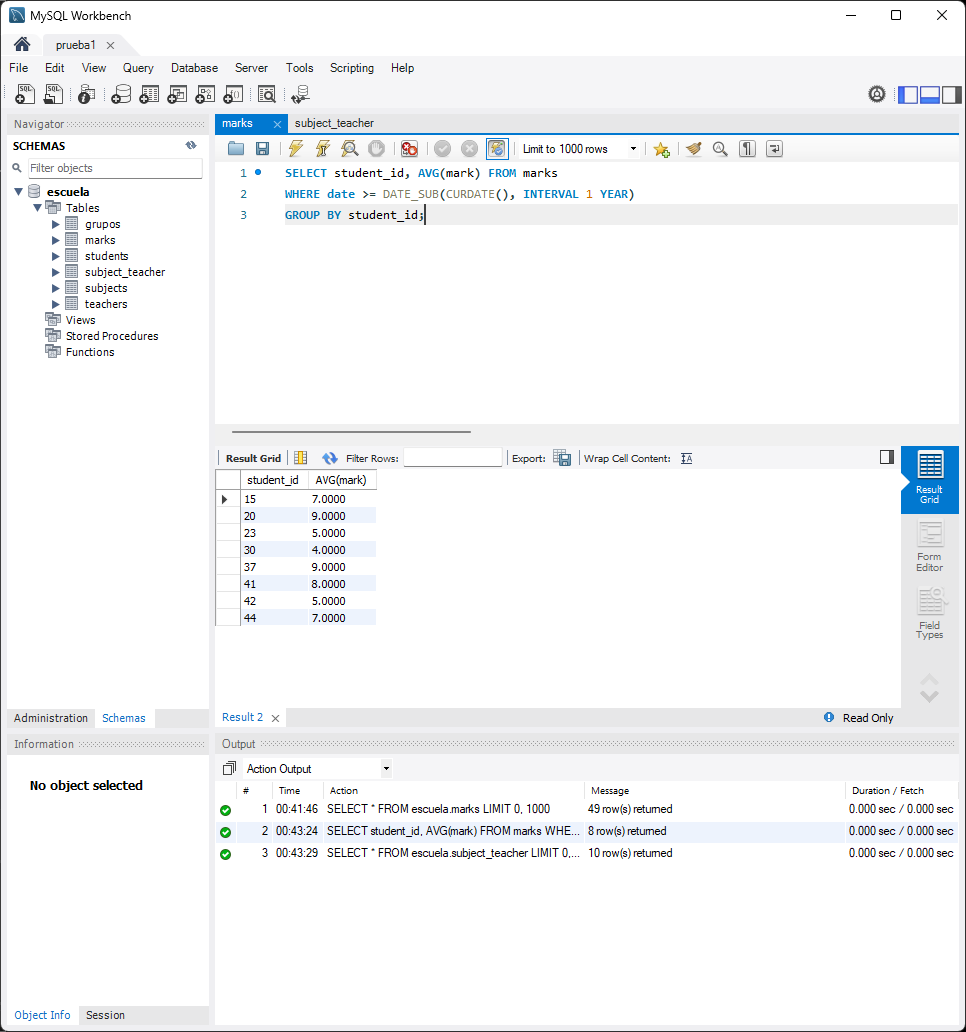 MySQL Workbench
prueba1
File Edit View Query Database Server Tools Scripting Help
Navigator
SCHEMAS
Filter objects
escuela
Tables
grupos
marks
students
subject_teacher
subjects
teachers
Views
Stored Procedures
Functions
Administration Schemas
Information
No object selected
Object Info Session
marks subject_teacher
Limit to 1000 rows
1 SELECT student_id, AVG(mark) FROM marks
2 WHERE date >= DATE_SUB(CURDATE(), INTERVAL 1 YEAR)
3 GROUP BY student_id;
Result Grid Filter Rows: Export: Wrap Cell Content:
student_id AVG(mark)
15 7.0000
20 9.0000
23 5.0000
30 4.0000
37 9.0000
41 8.0000
42 5.0000
44 7.0000
Result
Grid
Form
Editor
Field
Types
Result 2 Read Only
Output
Action Output
# Time Action Message Duration / Fetch
1 00:41:46 SELECT * FROM escuela.marks LIMIT 0, 1000 49 row(s) returned 0.000 sec / 0.000 sec
2 00:43:24 SELECT student_id, AVG(mark) FROM marks WHE... 8 row(s) returned 0.000 sec / 0.000 sec
3 00:43:29 SELECT * FROM escuela.subject_teacher LIMIT 0,... 10 row(s) returned 0.000 sec / 0.000 sec